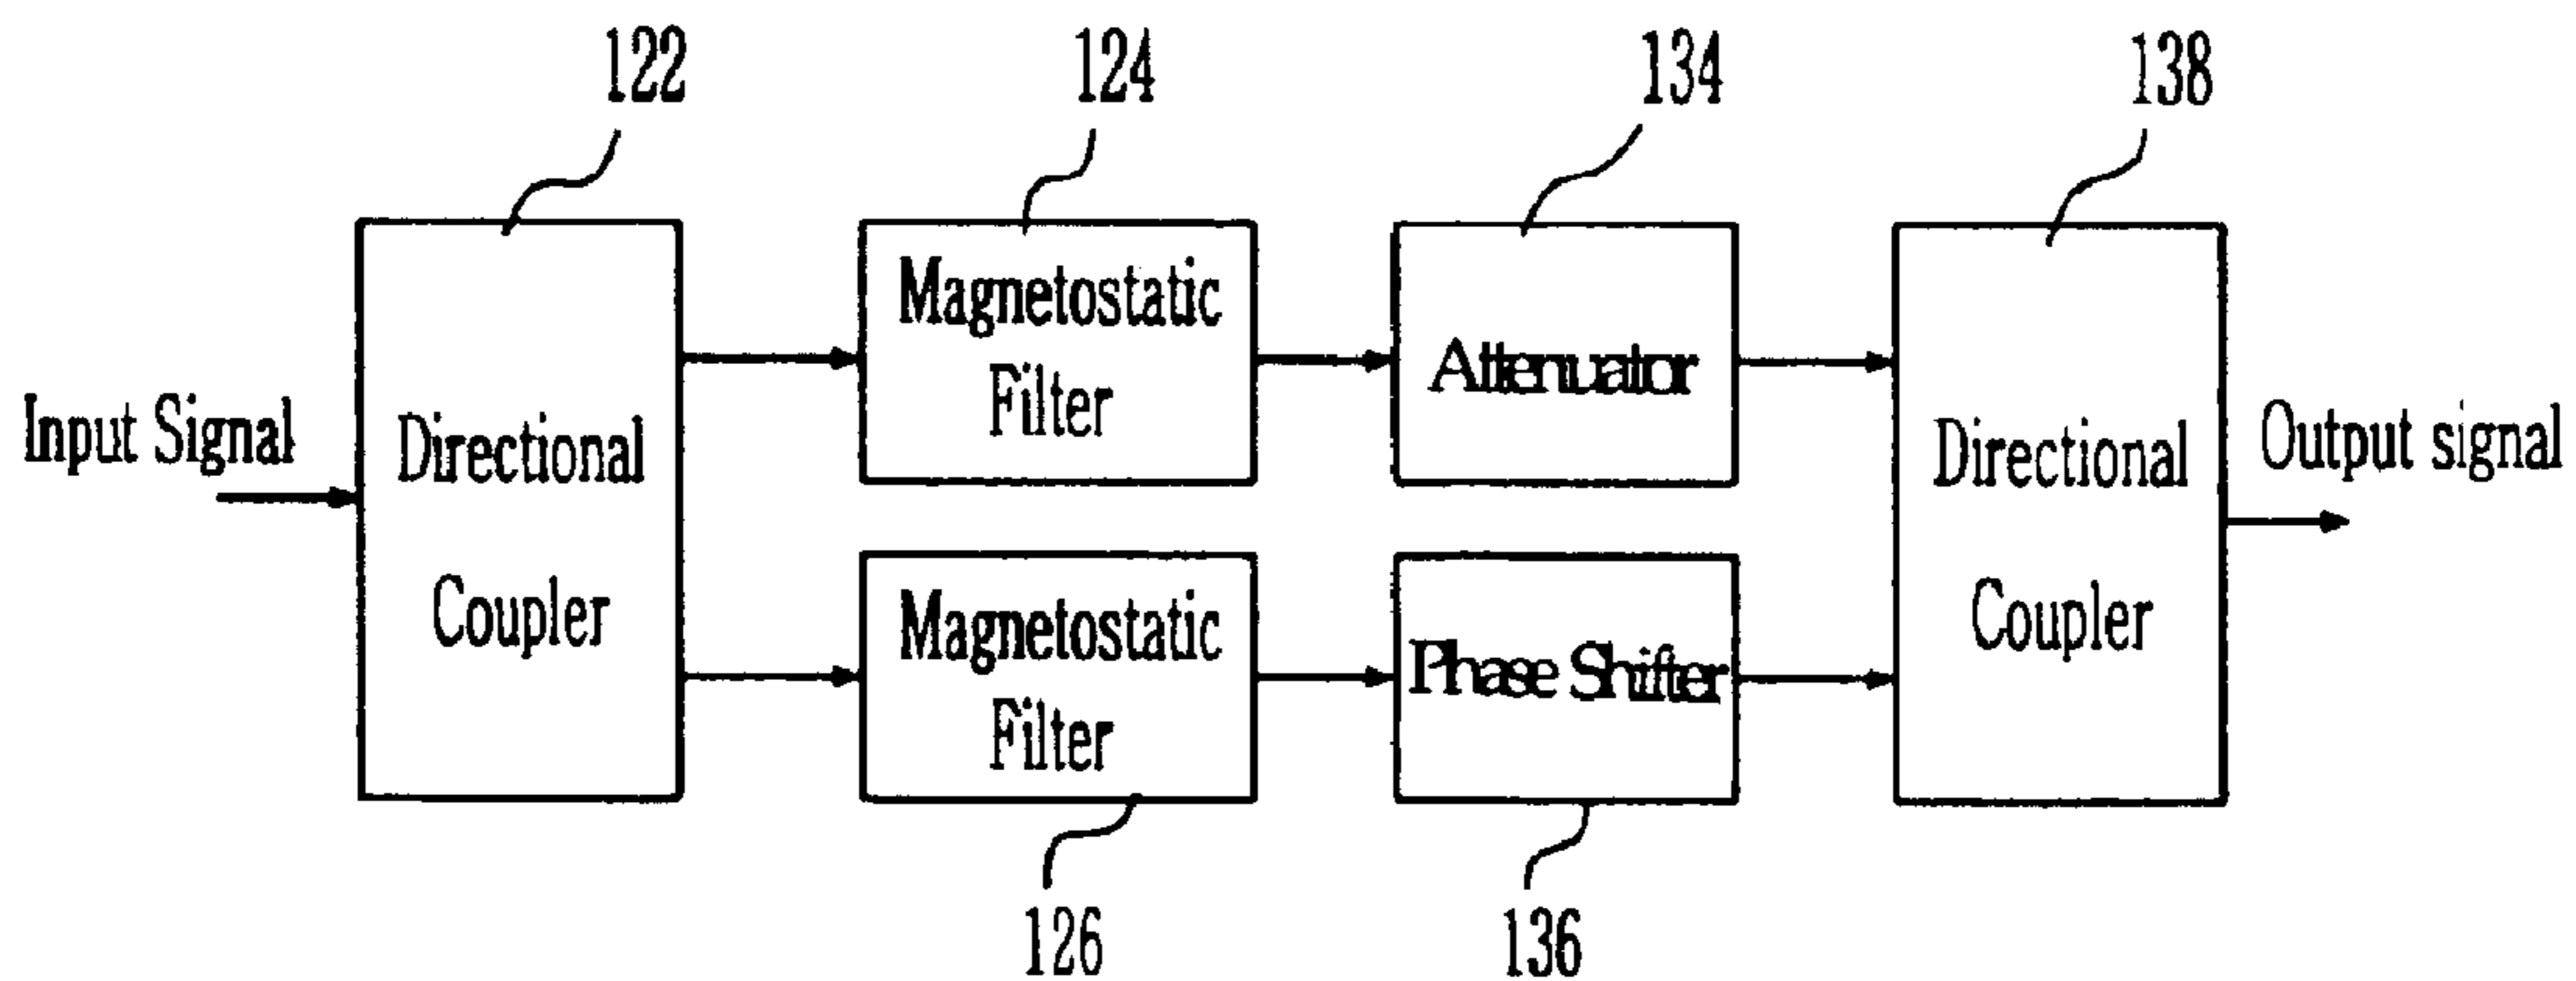 122
124
134
138
Input Signal
Directional
Coupler
Magnetostatic
Filter
Attenuator
Magnetostatic
Filter
Phase Shifter
Directional
Coupler
Output signal
126
136